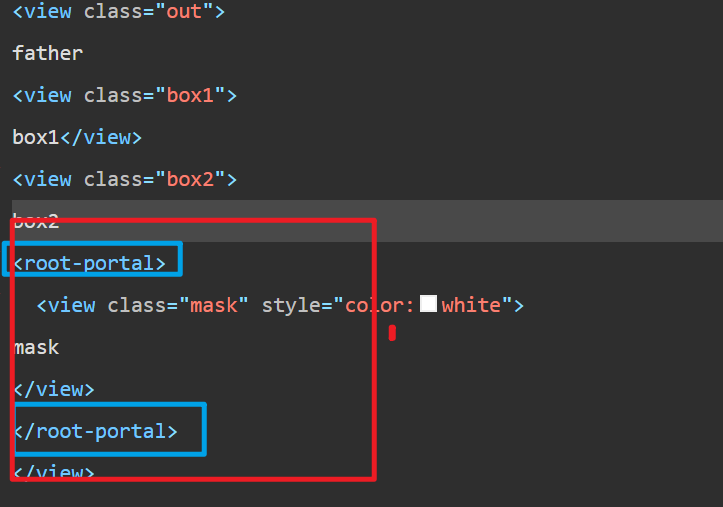 <view class="out">
father
<view class="box1">
box1</view>
<view class="box2">
box2
<root-portal>
<view class="mask" style="color:white">
mask
</view>
</root-portal>
</view>